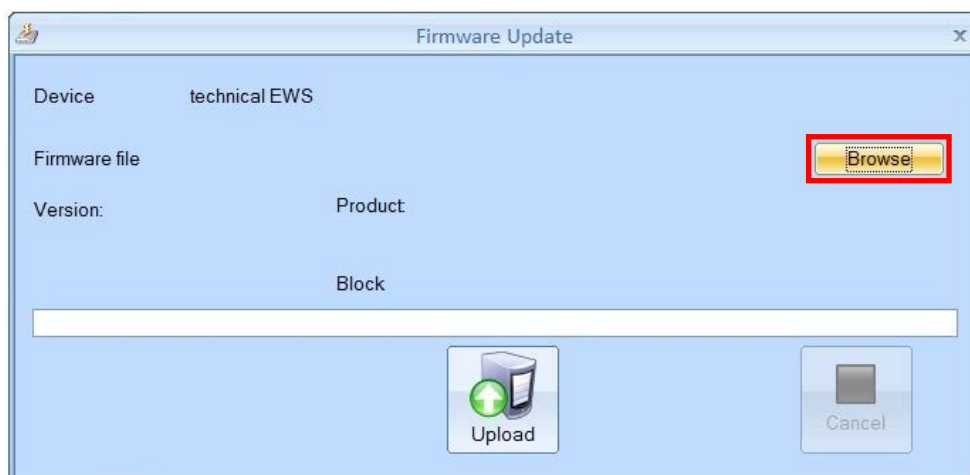 Firmware Update
x
Device technical EWS
Firmware file Browse
Version: Product:
Block
Upload
Cancel